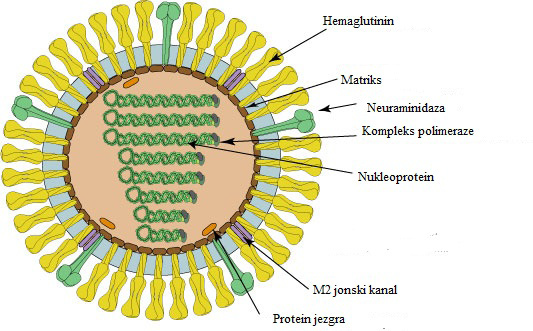 Hemaglutinin
Matriks
Neuraminidaza
Kompleks polimeraze
Nukleoprotein
M2 jonski kanal
Protein jezgra